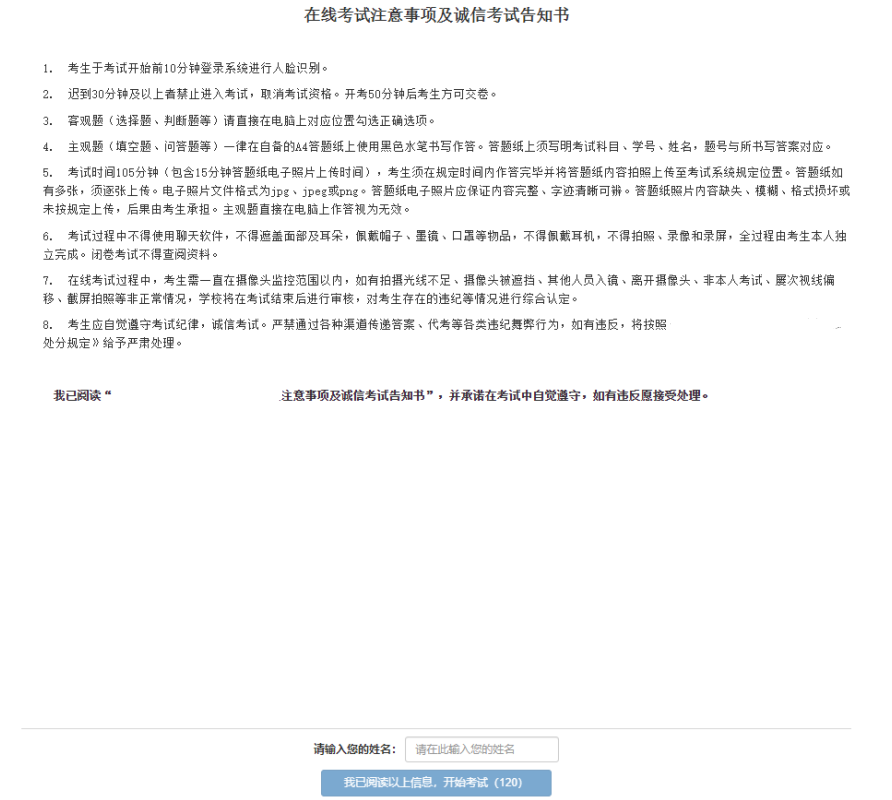 在线考试注意事项及诚信考试告知书
1. 考生于考试开始前10分钟登录系统进行人脸识别。
2. 迟到30分钟及以上者禁止进入考试，取消考试资格。开考50分钟后考生方可交卷。
3. 客观题（选择题、判断题等）请直接在电脑上对应位置勾选正确选项。
4. 主观题（填空题、问答题等）一律在自备的A4答题纸上使用黑色水笔书写作答。答题纸上须写明考试科目、学号、姓名，题号与所书写答案对应。
5. 考试时间105分钟（包含15分钟答题纸电子照片上传时间），考生须在规定时间内作答完毕并将答题纸内容拍照上传至考试系统规定位置。答题纸如
有多张，须逐张上传。电子照片文件格式为jpg、jpeg或png。答题纸电子照片应保证内容完整、字迹清晰可辨。答题纸照片内容缺失、模糊、格式损坏或
未按规定上传，后果由考生承担。主观题直接在电脑上作答视为无效。
6. 考试过程中不得使用聊天软件，不得遮盖面部及耳朵，佩戴帽子、墨镜、口罩等物品，不得佩戴耳机，不得拍照、录像和录屏，全过程由考生本人独
立完成。闭卷考试不得查阅资料。
7. 在线考试过程中，考生需一直在摄像头监控范围以内，如有拍摄光线不足、摄像头被遮挡、其他人员入镜、离开摄像头、非本人考试、屡次视线偏
移、截屏拍照等非正常情况，学校将在考试结束后进行审核，对考生存在的违纪等情况进行综合认定。
8. 考生应自觉遵守考试纪律，诚信考试。严禁通过各种渠道传递答案、代考等各类违纪舞弊行为，如有违反，将按照
处分规定》给予严肃处理。
我已阅读“ 注意事项及诚信考试告知书”，并承诺在考试中自觉遵守，如有违反愿接受处理。
请输入您的姓名： 请在此输入您的姓名
我已阅读以上信息，开始考试（120）